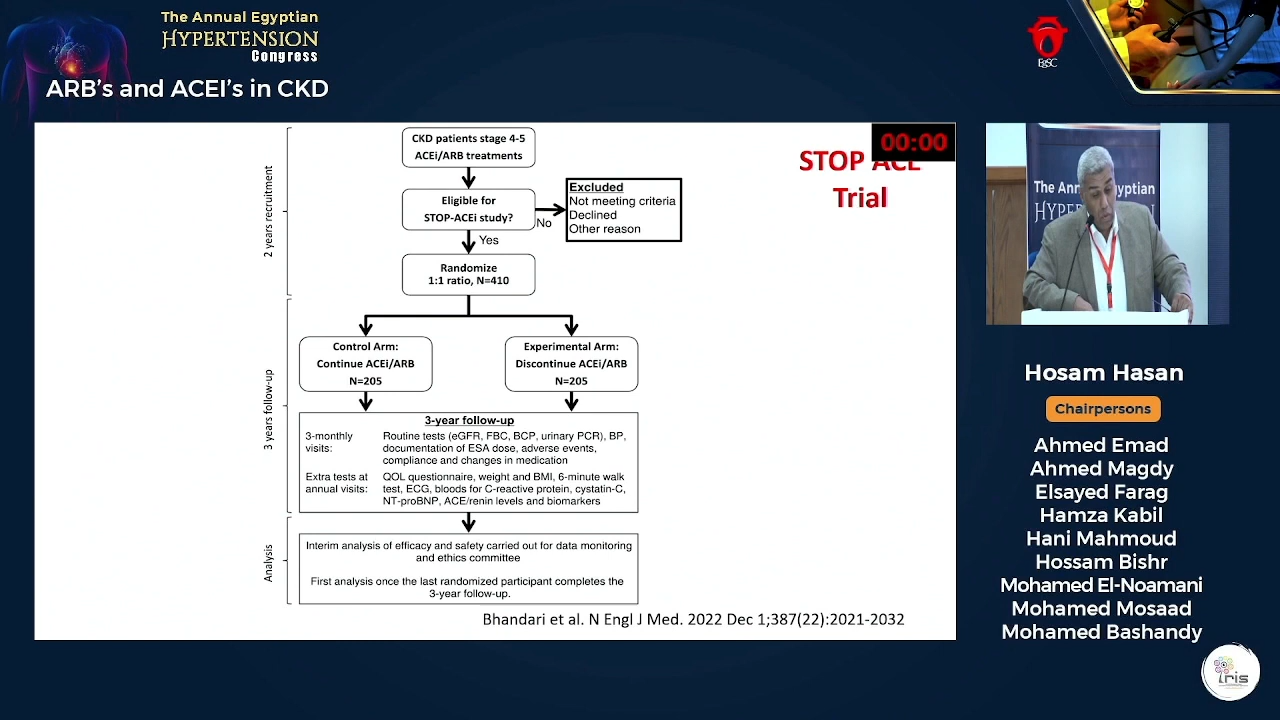 The Annual Egyptian
HYPERTENSION
Congress
ARB's and ACEI's in CKD
EgSC
CKD patients stage 4-5
ACEi/ARB treatments
Eligible for
STOP-ACEi study?
No
Excluded
Not meeting criteria
Declined
Other reason
Yes
Randomize
1:1 ratio, N=410
2 years recruitment
Control Arm:
Continue ACEi/ARB
N=205
Experimental Arm:
Discontinue ACEi/ARB
N=205
3 years follow-up
3-year follow-up
3-monthly
visits:
Routine tests (eGFR, FBC, BCP, urinary PCR), BP,
documentation of ESA dose, adverse events,
compliance and changes in medication
Extra tests at
annual visits:
QOL questionnaire, weight and BMI, 6-minute walk
test, ECG, bloods for C-reactive protein, cystatin-C,
NT-proBNP, ACE/renin levels and biomarkers
Analysis
Interim analysis of efficacy and safety carried out for data monitoring
and ethics committee
First analysis once the last randomized participant completes the
3-year follow-up.
00:00
STOP ACE
Trial
Bhandari et al. N Engl J Med. 2022 Dec 1;387(22):2021-2032
The Annual Egyptian
Hosam Hasan
Chairpersons
Ahmed Emad
Ahmed Magdy
Elsayed Farag
Hamza Kabil
Hani Mahmoud
Hossam Bishr
Mohamed El-Noamani
Mohamed Mosaad
Mohamed Bashandy
iris